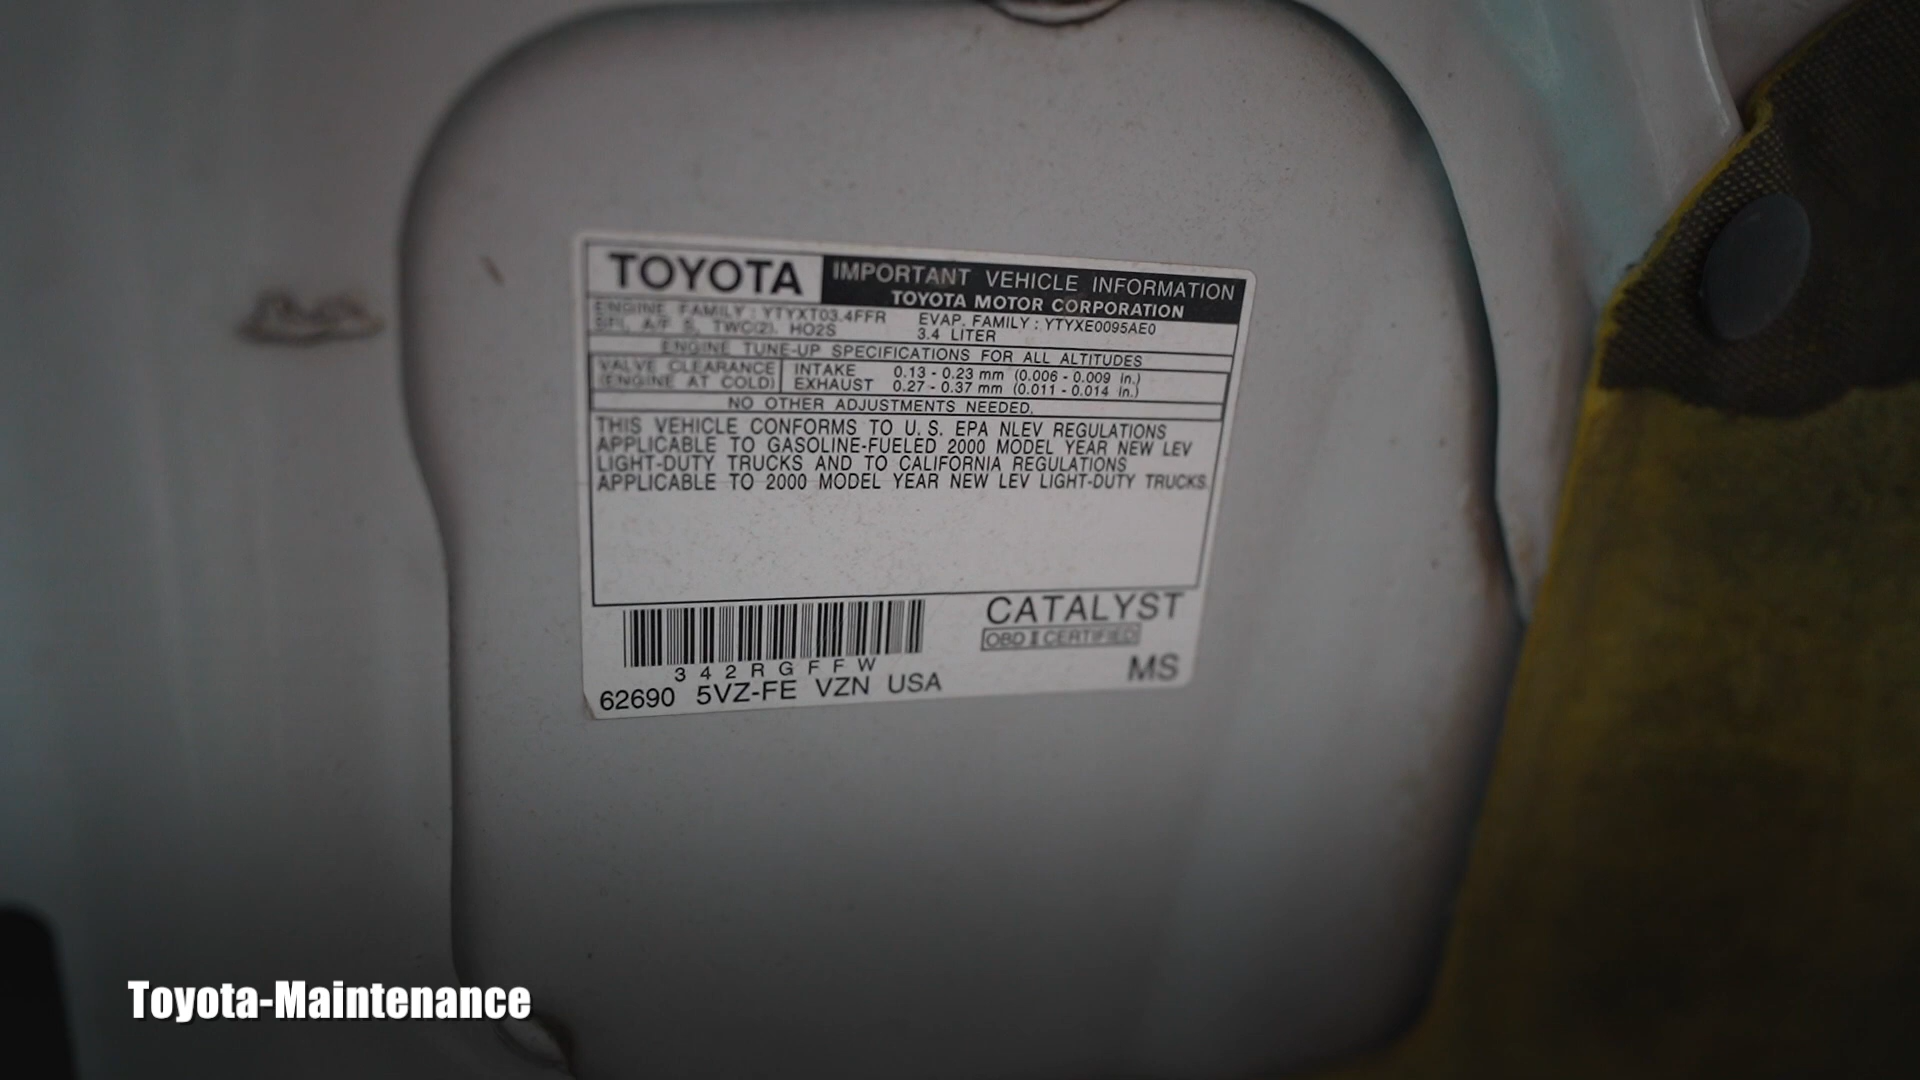 TOYOTA IMPORTANT VEHICLE INFORMATION
TOYOTA MOTOR CORPORATION
ENGINE FAMILY : YTYXT03.4FFR EVAP. FAMILY : YTYXE0095AE0
SFI, A/F S, TWC(2), HO2S 3.4 LITER
ENGINE TUNE-UP SPECIFICATIONS FOR ALL ALTITUDES
VALVE CLEARANCE INTAKE 0.13 - 0.23 mm (0.006 - 0.009 in.)
(ENGINE AT COLD) EXHAUST 0.27 - 0.37 mm (0.011 - 0.014 in.)
NO OTHER ADJUSTMENTS NEEDED.
THIS VEHICLE CONFORMS TO U.S. EPA NLEV REGULATIONS
APPLICABLE TO GASOLINE-FUELED 2000 MODEL YEAR NEW LEV
LIGHT-DUTY TRUCKS AND TO CALIFORNIA REGULATIONS
APPLICABLE TO 2000 MODEL YEAR NEW LEV LIGHT-DUTY TRUCKS.
CATALYST
OBD II CERTIFIED
342RGFFW
MS
62690 5VZ-FE VZN USA
Toyota-Maintenance